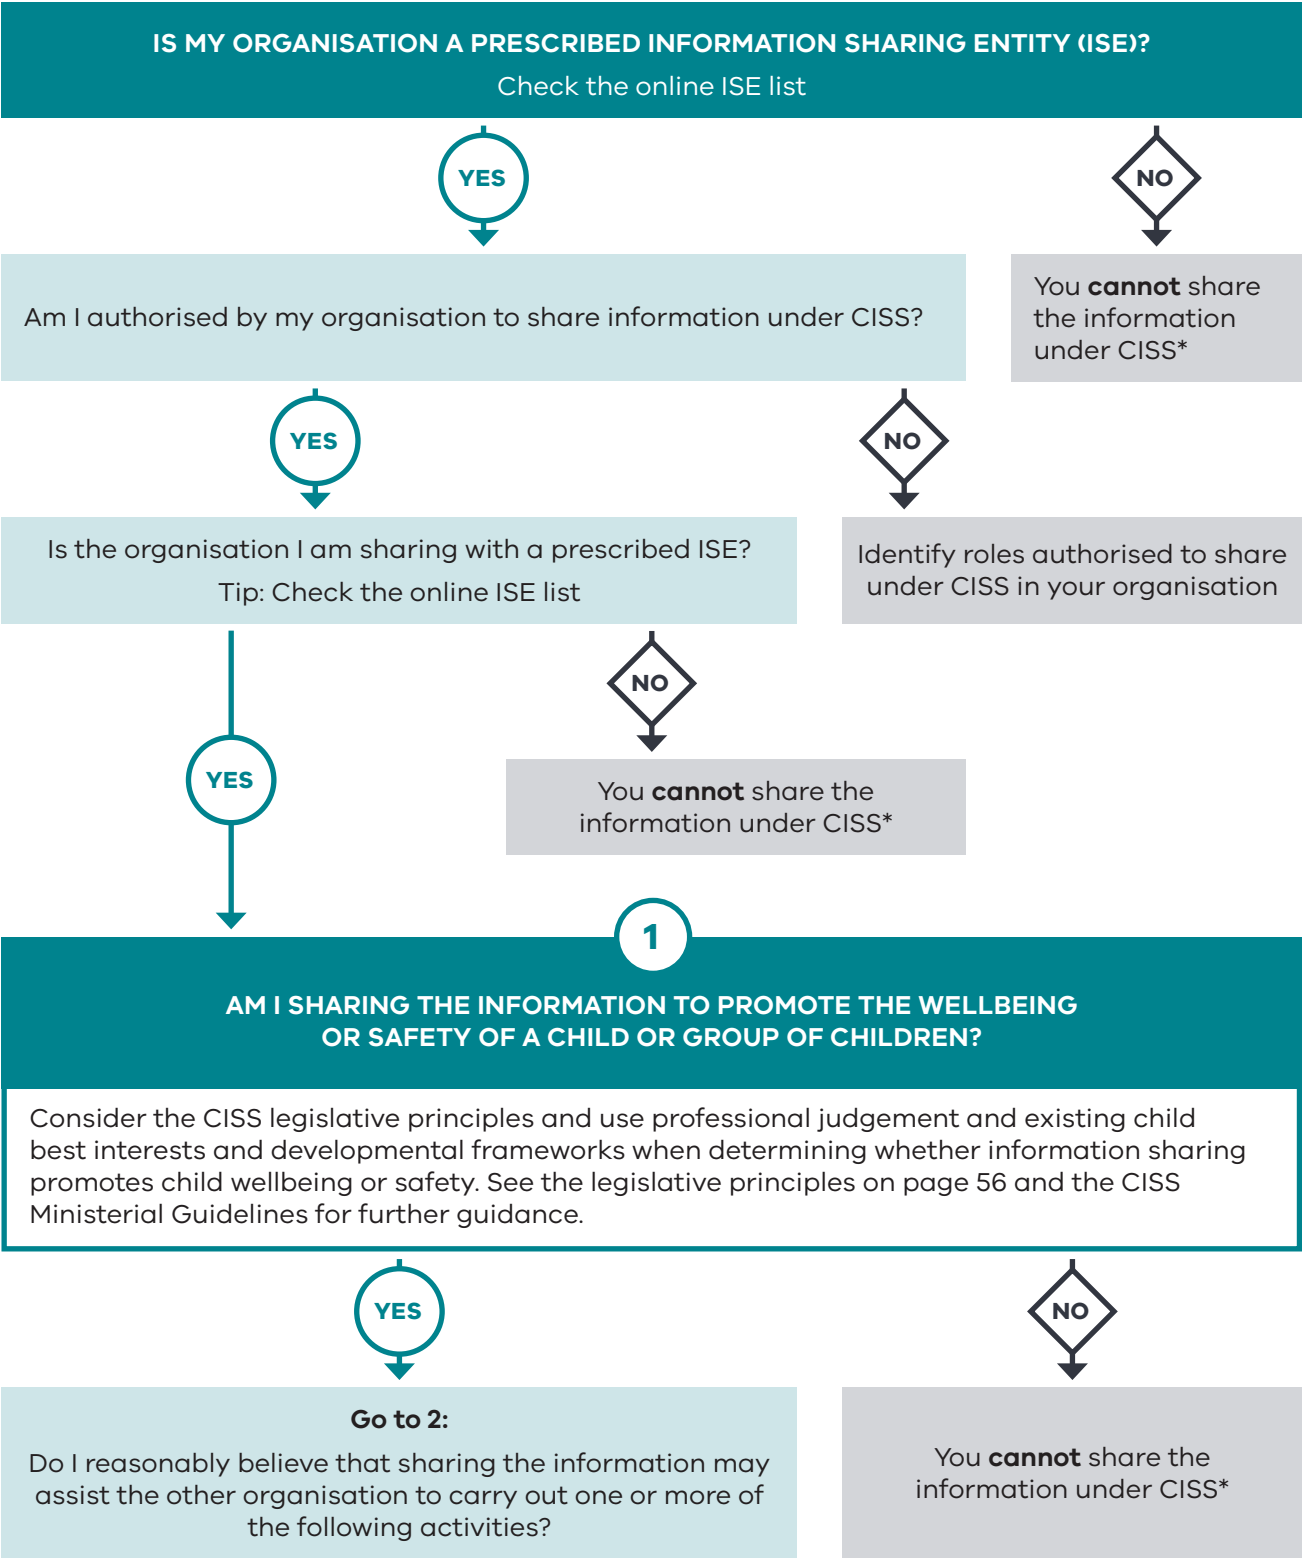 IS MY ORGANISATION A PRESCRIBED INFORMATION SHARING ENTITY (ISE)?
Check the online ISE list
YES
NO
Am I authorised by my organisation to share information under CISS?
You cannot share
the information
under CISS*
YES
NO
Is the organisation I am sharing with a prescribed ISE?
Tip: Check the online ISE list
Identify roles authorised to share
under CISS in your organisation
NO
YES
You cannot share the
information under CISS*
1
AM I SHARING THE INFORMATION TO PROMOTE THE WELLBEING
OR SAFETY OF A CHILD OR GROUP OF CHILDREN?
Consider the CISS legislative principles and use professional judgement and existing child
best interests and developmental frameworks when determining whether information sharing
promotes child wellbeing or safety. See the legislative principles on page 56 and the CISS
Ministerial Guidelines for further guidance.
YES
NO
Go to 2:
Do I reasonably believe that sharing the information may
assist the other organisation to carry out one or more of
the following activities?
You cannot share the
information under CISS*